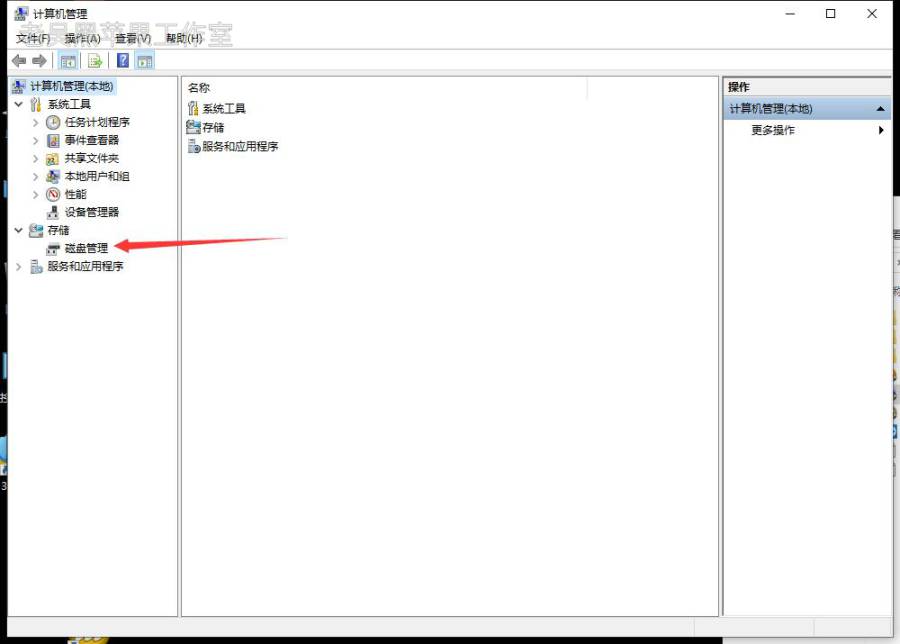 计算机管理
老吴黑苹果工作室
文件(F) 操作(A) 查看(V) 帮助(H)
计算机管理(本地)
系统工具
任务计划程序
事件查看器
共享文件夹
本地用户和组
性能
设备管理器
存储
磁盘管理
服务和应用程序
名称
系统工具
存储
服务和应用程序
操作
计算机管理(本地)
更多操作